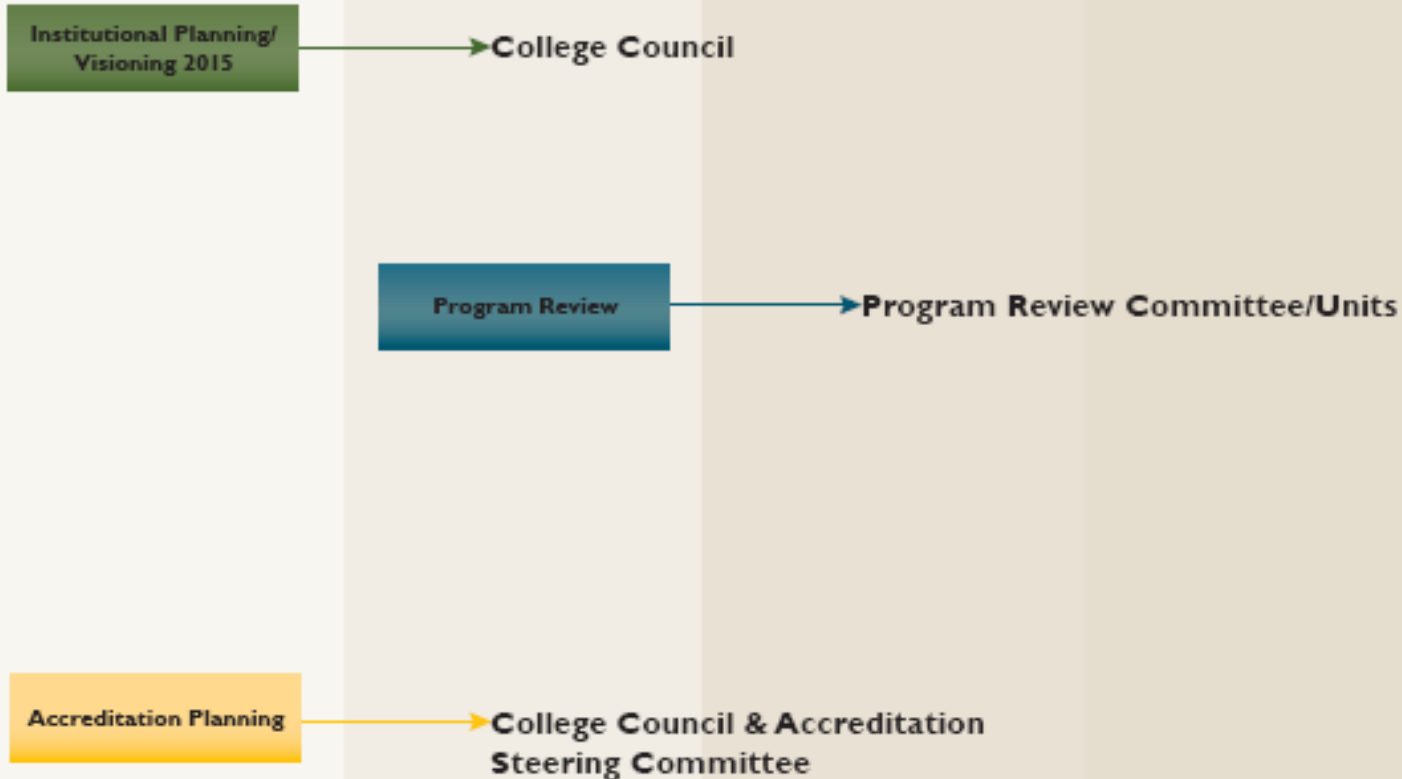 Institutional Planning/
Visioning 2015
College Council
Program Review
Program Review Committee/Units
Accreditation Planning
College Council & Accreditation
Steering Committee